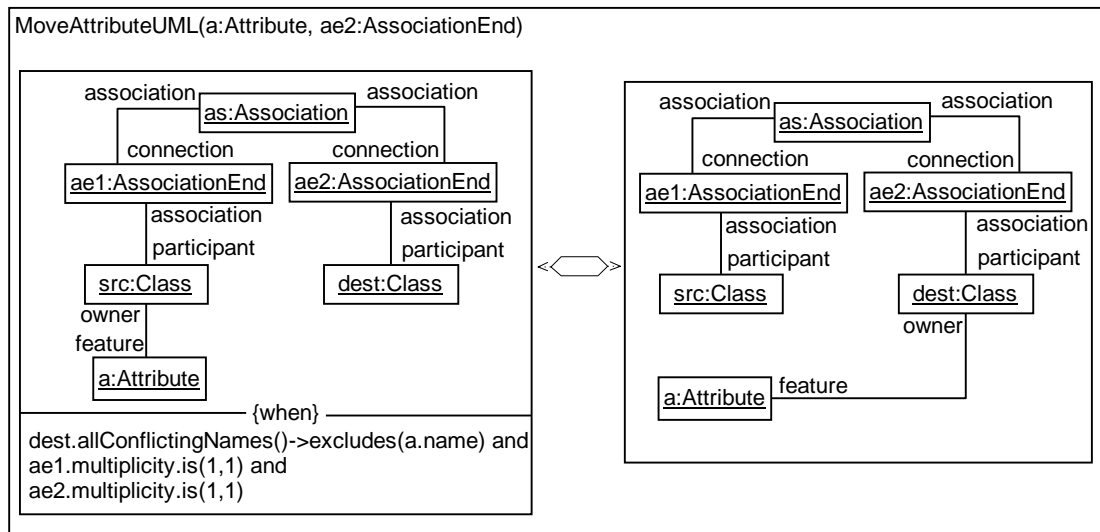 MoveAttributeUML(a:Attribute, ae2:AssociationEnd)
association
association
as:Association
connection
connection
ae1:AssociationEnd
ae2:AssociationEnd
association
association
participant
participant
src:Class
dest:Class
owner
feature
a:Attribute
{when}
dest.allConflictingNames()->excludes(a.name) and
ae1.multiplicity.is(1,1) and
ae2.multiplicity.is(1,1)
association
association
as:Association
connection
connection
ae1:AssociationEnd
ae2:AssociationEnd
association
association
participant
participant
src:Class
dest:Class
owner
feature
a:Attribute